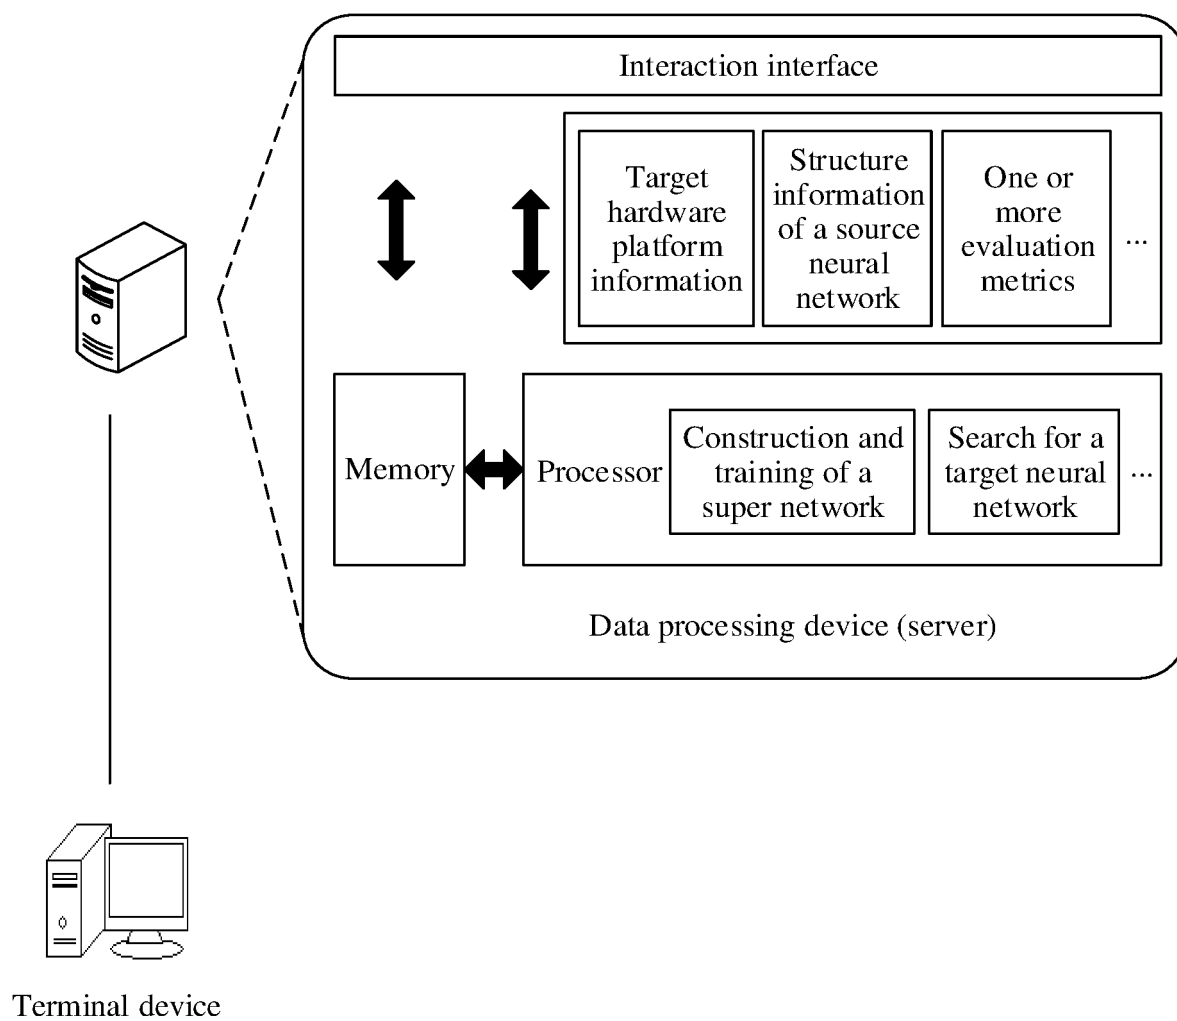 Interaction interface
Target
hardware
platform
information
Structure
information
of a source
neural
network
One or
more
evaluation
metrics
...
Memory
Processor
Construction and
training of a
super network
Search for a
target neural
network
...
Data processing device (server)
Terminal device